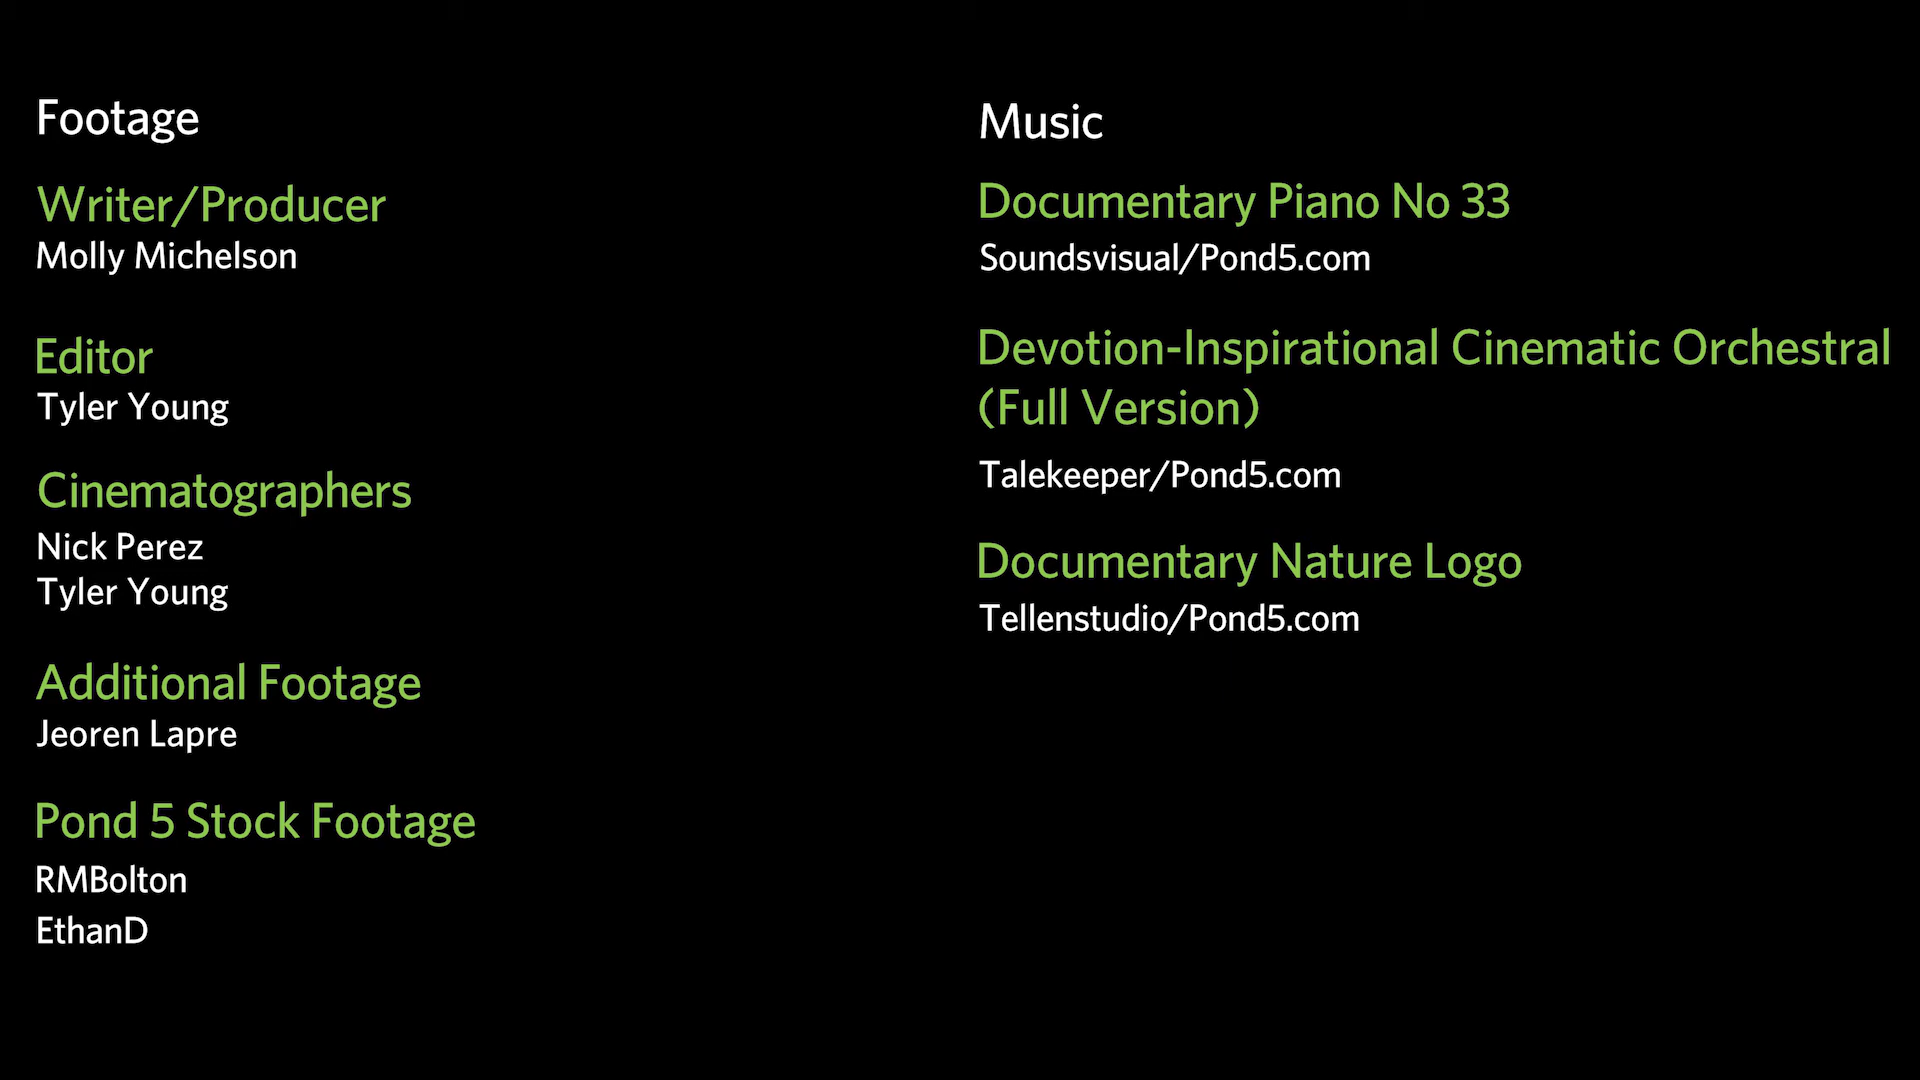 Footage
Writer/Producer
Molly Michelson
Editor
Tyler Young
Cinematographers
Nick Perez
Tyler Young
Additional Footage
Jeoren Lapre
Pond 5 Stock Footage
RMBolton
EthanD
Music
Documentary Piano No 33
Soundsvisual/Pond5.com
Devotion-Inspirational Cinematic Orchestral
(Full Version)
Talekeeper/Pond5.com
Documentary Nature Logo
Tellenstudio/Pond5.com